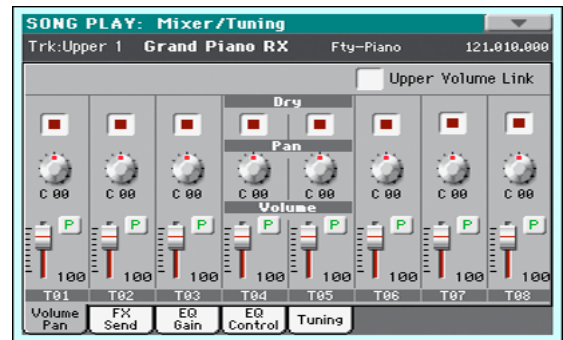 SONG PLAY: Mixer/Tuning
Trk:Upper 1 Grand Piano RX Fty-Piano 121.010.000
Upper Volume Link
Dry
Pan
C 00 C 00 C 00 C 00 C 00 C 00 C 00 C 00
Volume
P P P P P P P P
100 100 100 100 100 100 100 100
T01 T02 T03 T04 T05 T06 T07 T08
Volume Pan FX Send EQ Gain EQ Control Tuning